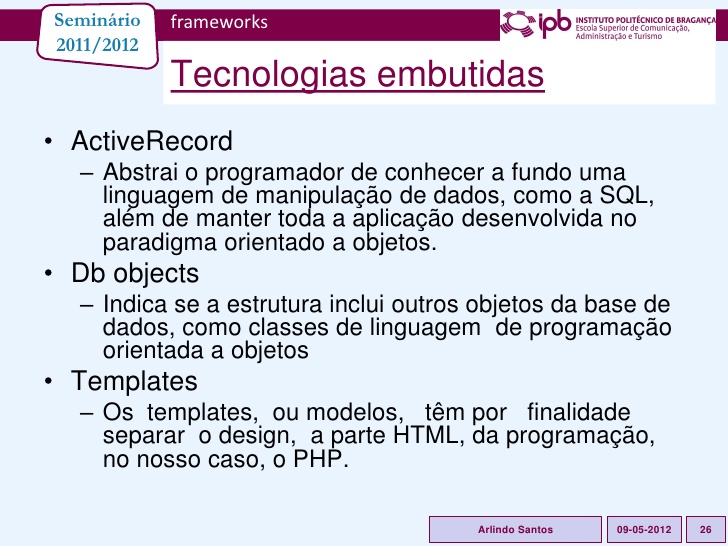 Seminário
2011/2012
frameworks
ipb INSTITUTO POLITÉCNICO DE BRAGANÇA
Escola Superior de Comunicação,
Administração e Turismo
Tecnologias embutidas
• ActiveRecord
– Abstrai o programador de conhecer a fundo uma
linguagem de manipulação de dados, como a SQL,
além de manter toda a aplicação desenvolvida no
paradigma orientado a objetos.
• Db objects
– Indica se a estrutura inclui outros objetos da base de
dados, como classes de linguagem de programação
orientada a objetos
• Templates
– Os templates, ou modelos, têm por finalidade
separar o design, a parte HTML, da programação,
no nosso caso, o PHP.
Arlindo Santos 09-05-2012 26